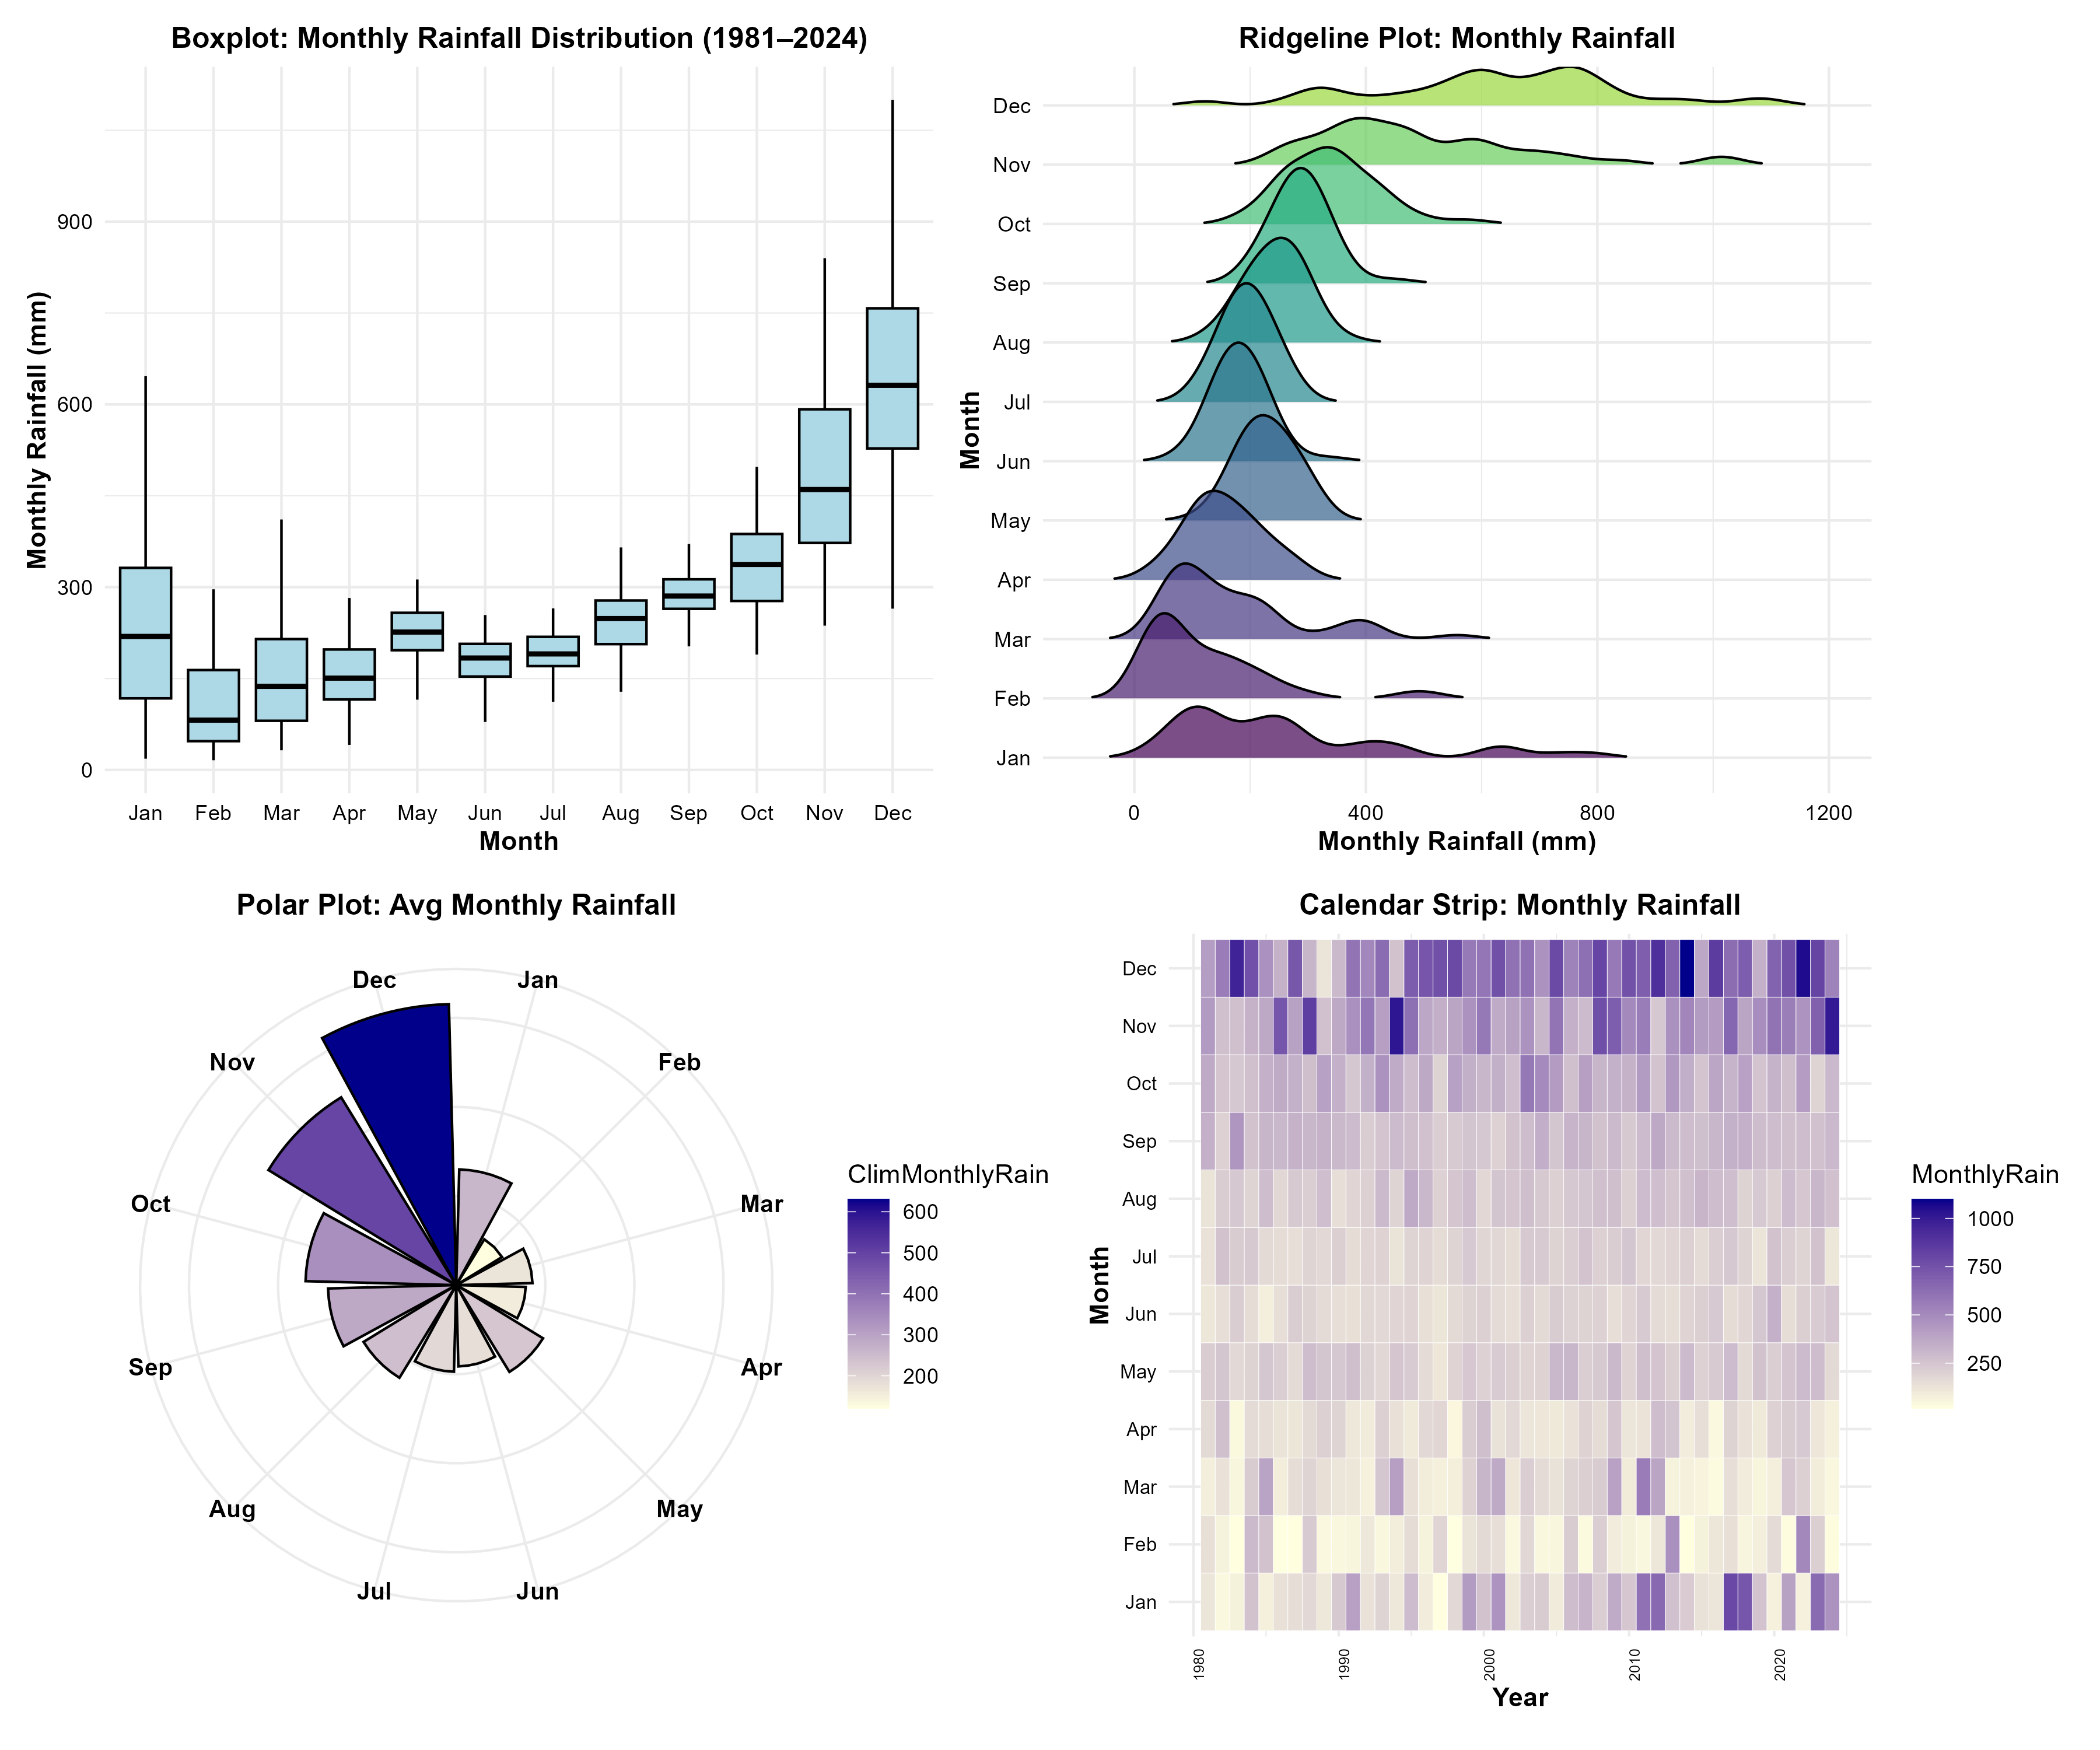 Boxplot: Monthly Rainfall Distribution (1981–2024)
Monthly Rainfall (mm)
900
600
300
0
Jan Feb Mar Apr May Jun Jul Aug Sep Oct Nov Dec
Month
Ridgeline Plot: Monthly Rainfall
Month
Dec
Nov
Oct
Sep
Aug
Jul
Jun
May
Apr
Mar
Feb
Jan
0 400 800 1200
Monthly Rainfall (mm)
Polar Plot: Avg Monthly Rainfall
Jan
Feb
Mar
Apr
May
Jun
Jul
Aug
Sep
Oct
Nov
Dec
ClimMonthlyRain
600
500
400
300
200
Calendar Strip: Monthly Rainfall
Month
Dec
Nov
Oct
Sep
Aug
Jul
Jun
May
Apr
Mar
Feb
Jan
1980 1990 2000 2010 2020
Year
MonthlyRain
1000
750
500
250